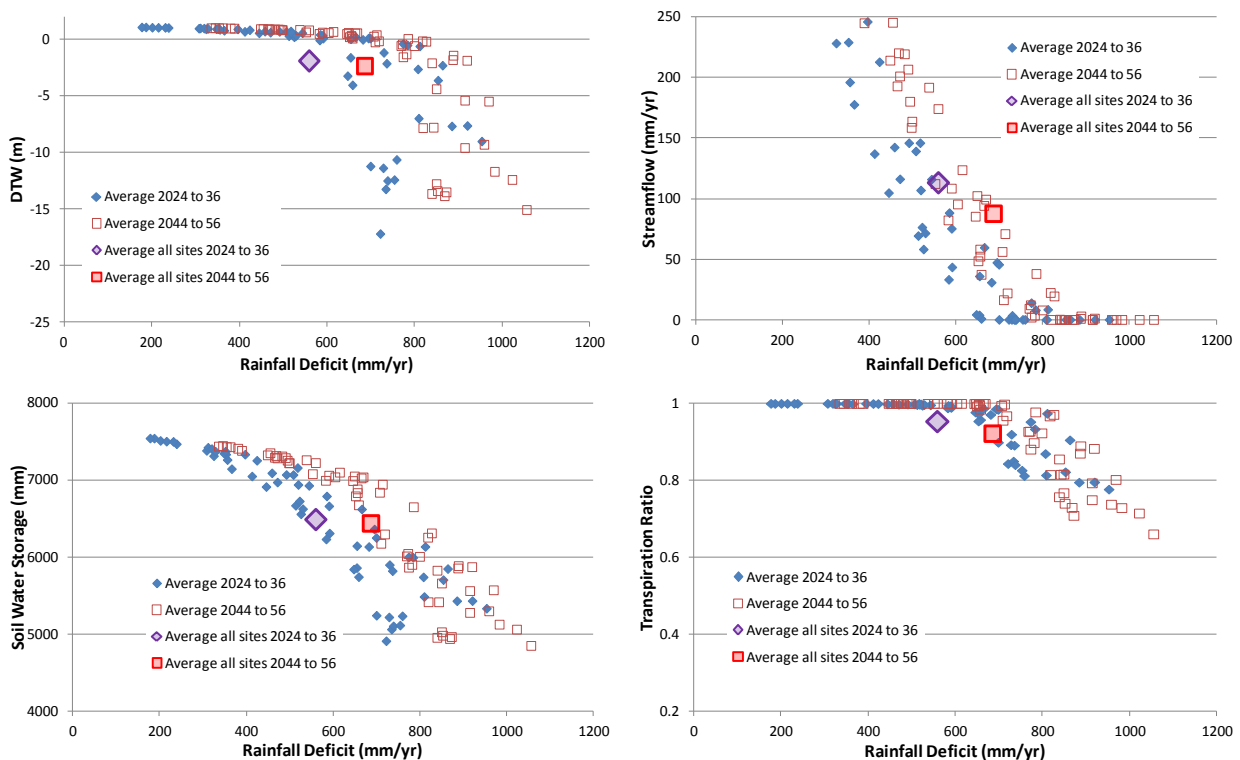 5
0
-5
-10
-15
-20
-25
DTW (m)
Average 2024 to 36
Average 2044 to 56
Average all sites 2024 to 36
Average all sites 2044 to 56
0 200 400 600 800 1000 1200
Rainfall Deficit (mm/yr)
250
200
150
100
50
0
Streamflow (mm/yr)
Average 2024 to 36
Average 2044 to 56
Average all sites 2024 to 36
Average all sites 2044 to 56
0 200 400 600 800 1000 1200
Rainfall Deficit (mm/yr)
8000
7000
6000
5000
4000
Soil Water Storage (mm)
Average 2024 to 36
Average 2044 to 56
Average all sites 2024 to 36
Average all sites 2044 to 56
0 200 400 600 800 1000 1200
Rainfall Deficit (mm/yr)
1
0.8
0.6
0.4
0.2
Transpiration Ratio
Average 2024 to 36
Average 2044 to 56
Average all sites 2024 to 36
Average all sites 2044 to 56
0 200 400 600 800 1000 1200
Rainfall Deficit (mm/yr)